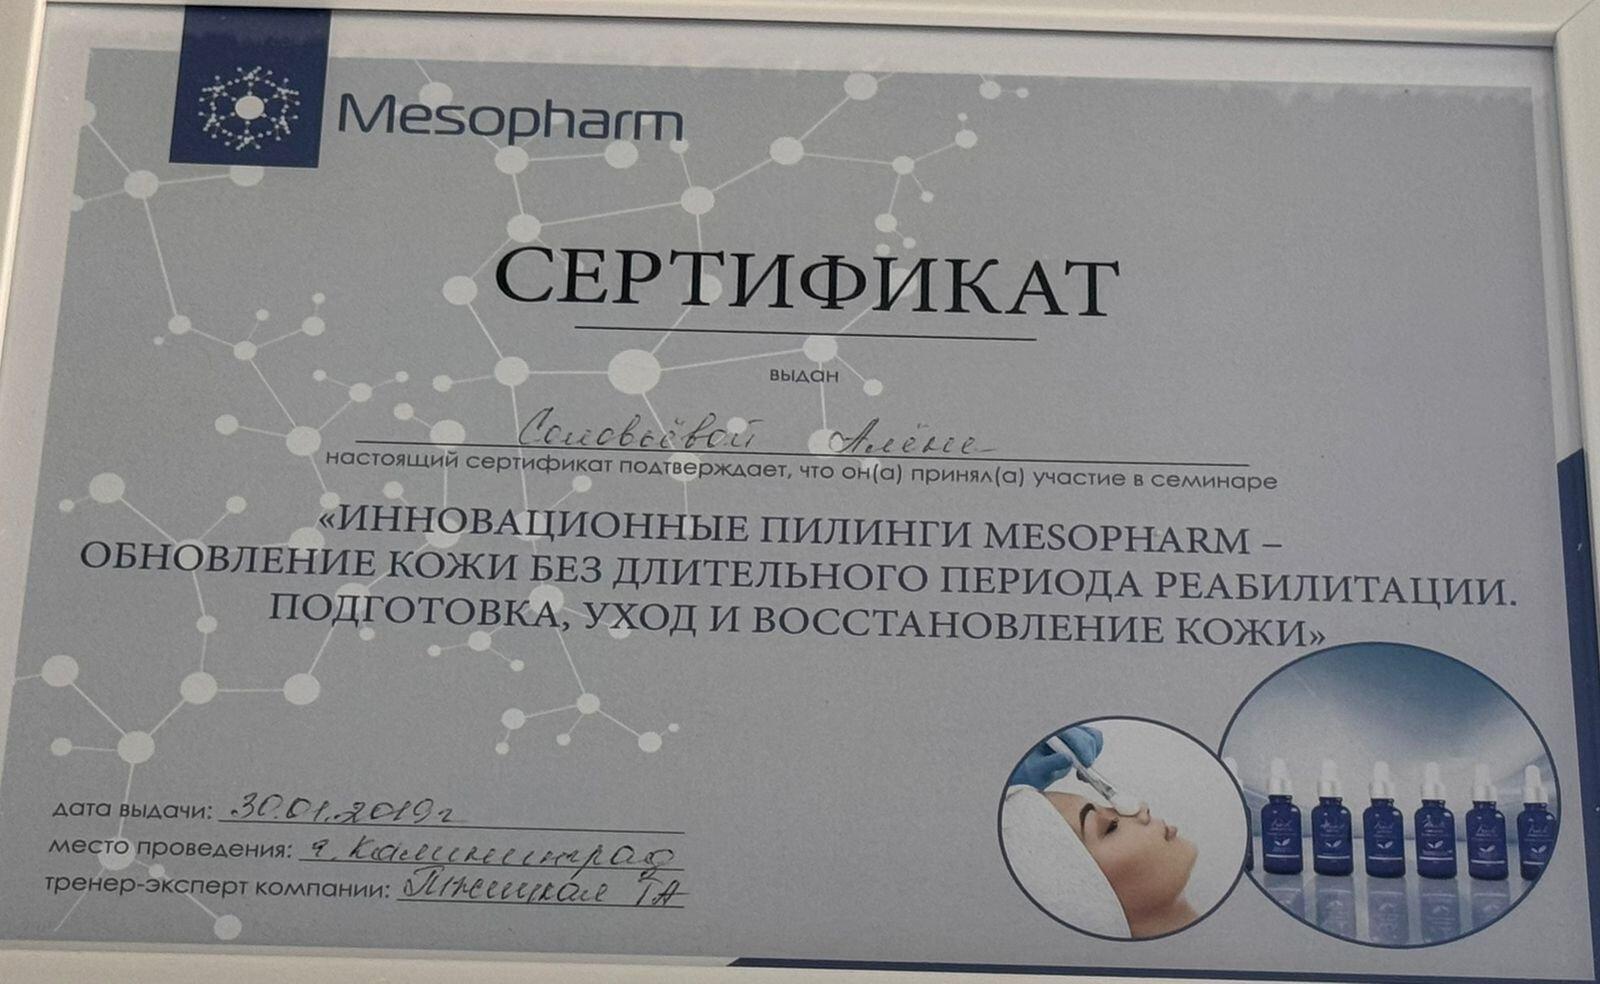 Mesopharm
СЕРТИФИКАТ
выдан
Соловьёвой Алёне
настоящий сертификат подтверждает, что он(а) принял(а) участие в семинаре
«ИННОВАЦИОННЫЕ ПИЛИНГИ MESOPHARM –
ОБНОВЛЕНИЕ КОЖИ БЕЗ ДЛИТЕЛЬНОГО ПЕРИОДА РЕАБИЛИТАЦИИ.
ПОДГОТОВКА, УХОД И ВОССТАНОВЛЕНИЕ КОЖИ»
дата выдачи: 30.01.2019г
место проведения: г. Калининград
тренер-эксперт компании: